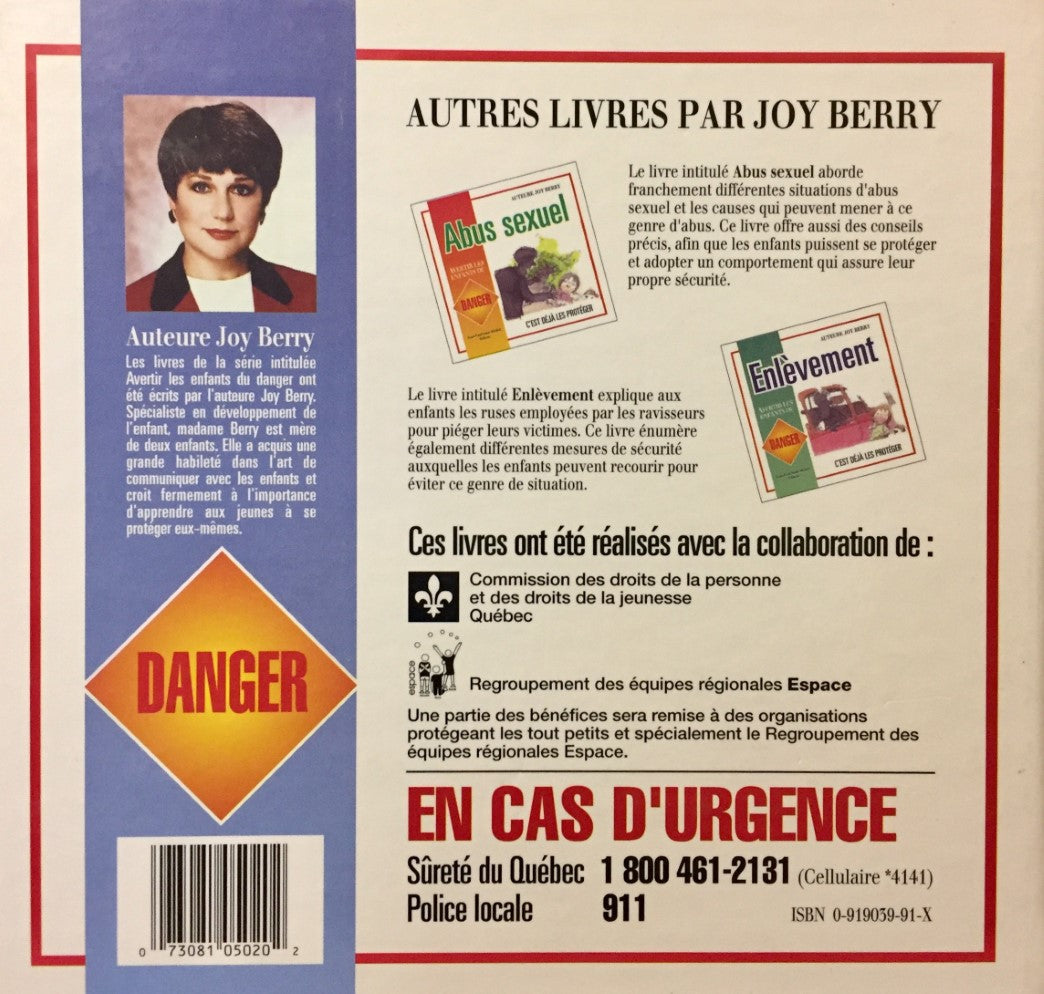 Auteure Joy Berry
Les livres de la série intitulée
Avertir les enfants du danger ont
été écrits par l'auteure Joy Berry.
Spécialiste en développement de
l'enfant, madame Berry est mère
de deux enfants. Elle a acquis une
grande habileté dans l'art de
communiquer avec les enfants et
croit fermement à l'importance
d'apprendre aux jeunes à se
protéger eux-mêmes.
DANGER
0 73081 05020 2
AUTRES LIVRES PAR JOY BERRY
AUTEURE JOY BERRY
Abus sexuel
AVERTIR LES
ENFANTS DU
DANGER
C'EST DÉJÀ LES PROTÉGER
Le livre intitulé Abus sexuel aborde
franchement différentes situations d'abus
sexuel et les causes qui peuvent mener à ce
genre d'abus. Ce livre offre aussi des conseils
précis, afin que les enfants puissent se protéger
et adopter un comportement qui assure leur
propre sécurité.
AUTEURE JOY BERRY
Enlèvement
AVERTIR LES
ENFANTS DU
DANGER
C'EST DÉJÀ LES PROTÉGER
Le livre intitulé Enlèvement explique aux
enfants les ruses employées par les ravisseurs
pour piéger leurs victimes. Ce livre énumère
également différentes mesures de sécurité
auxquelles les enfants peuvent recourir pour
éviter ce genre de situation.
Ces livres ont été réalisés avec la collaboration de :
Commission des droits de la personne
et des droits de la jeunesse
Québec
espace
Regroupement des équipes régionales Espace
Une partie des bénéfices sera remise à des organisations
protégeant les tout petits et spécialement le Regroupement des
équipes régionales Espace.
EN CAS D'URGENCE
Sûreté du Québec 1 800 461-2131 (Cellulaire *4141)
Police locale 911
ISBN 0-919039-91-X